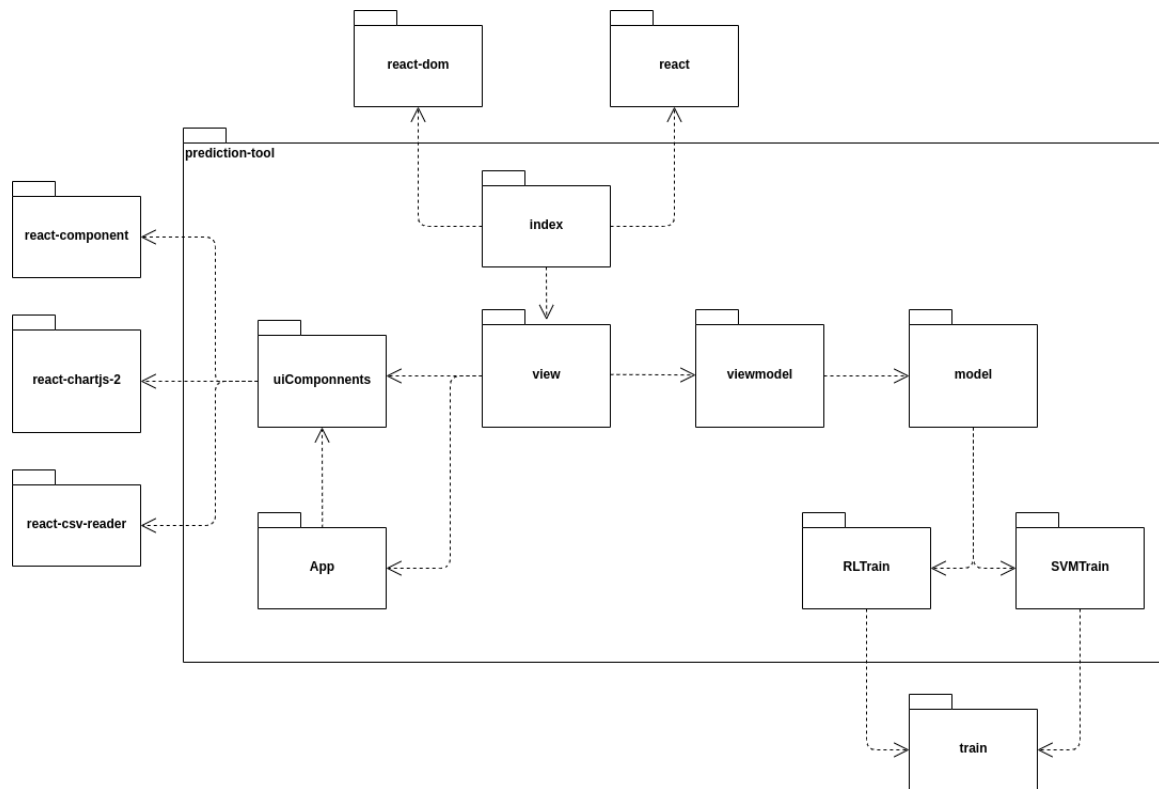 react-dom
react
prediction-tool
index
react-component
react-chartjs-2
uiComponnents
view
viewmodel
model
react-csv-reader
App
RLTrain
SVMTrain
train